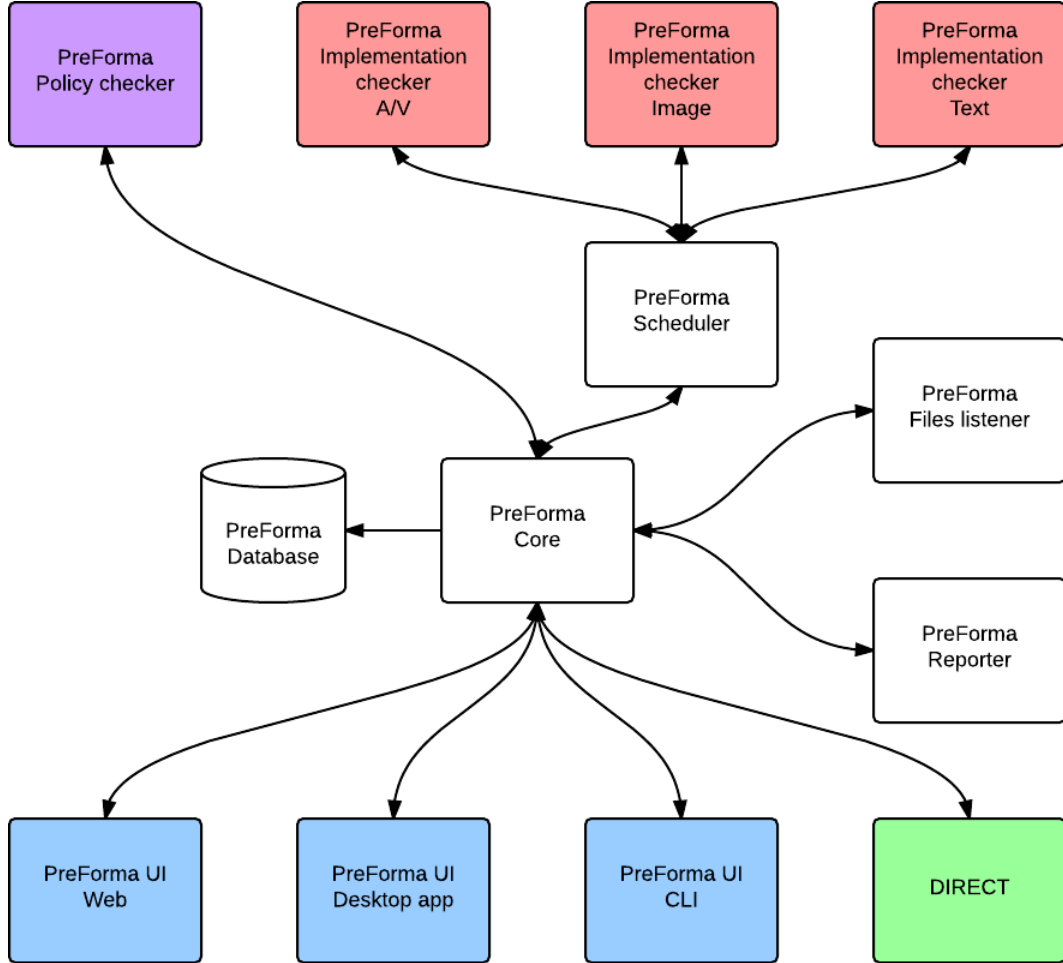 PreForma
Policy checker
PreForma
Implementation
checker
A/V
PreForma
Implementation
checker
Image
PreForma
Implementation
checker
Text
PreForma
Scheduler
PreForma
Files listener
PreForma
Database
PreForma
Core
PreForma
Reporter
PreForma UI
Web
PreForma UI
Desktop app
PreForma UI
CLI
DIRECT